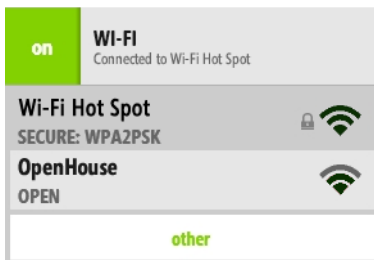 on
WI-FI
Connected to Wi-Fi Hot Spot
Wi-Fi Hot Spot
SECURE: WPA2PSK
OpenHouse
OPEN
other